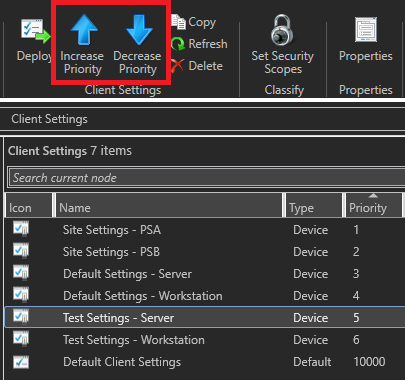 Deploy
Increase Priority
Decrease Priority
Copy
Refresh
Delete
Client Settings
Set Security Scopes
Classify
Properties
Properties
Client Settings
Client Settings 7 items
Search current node
Icon Name Type Priority
Site Settings - PSA Device 1
Site Settings - PSB Device 2
Default Settings - Server Device 3
Default Settings - Workstation Device 4
Test Settings - Server Device 5
Test Settings - Workstation Device 6
Default Client Settings Default 10000